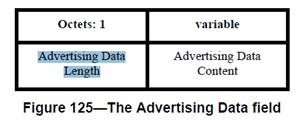 Octets: 1 variable
Advertising Data Advertising Data
Length Content
Figure 125—The Advertising Data field